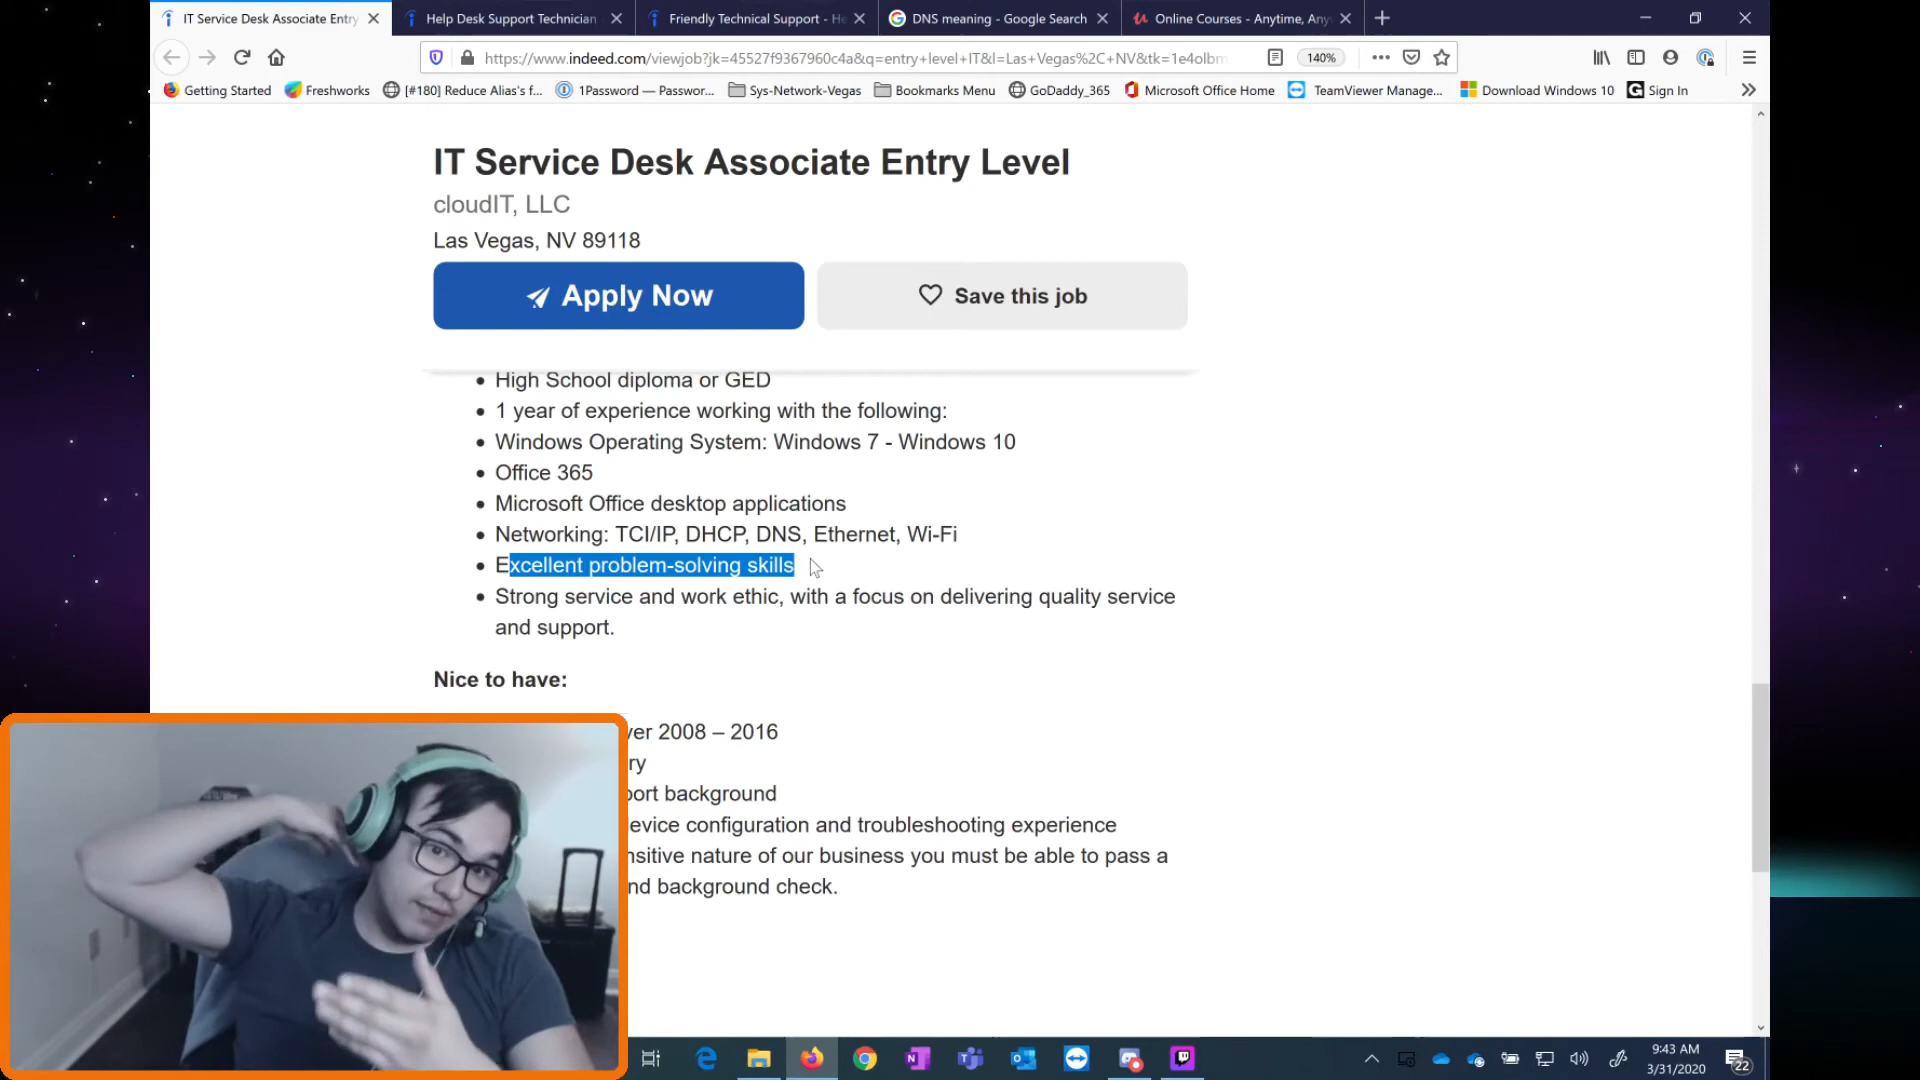 IT Service Desk Associate Entry
Help Desk Support Technician
Friendly Technical Support - He
DNS meaning - Google Search
Online Courses - Anytime, Any
https://www.indeed.com/viewjob?jk=45527f9367960c4a&q=entry+level+IT&l=Las+Vegas%2C+NV&tk=1e4olbm
140%
Getting Started
Freshworks
[#180] Reduce Alias's f...
1Password — Passwor...
Sys-Network-Vegas
Bookmarks Menu
GoDaddy_365
Microsoft Office Home
TeamViewer Manage...
Download Windows 10
Sign In
IT Service Desk Associate Entry Level
cloudIT, LLC
Las Vegas, NV 89118
Apply Now
Save this job
High School diploma or GED
1 year of experience working with the following:
Windows Operating System: Windows 7 - Windows 10
Office 365
Microsoft Office desktop applications
Networking: TCI/IP, DHCP, DNS, Ethernet, Wi-Fi
Excellent problem-solving skills
Strong service and work ethic, with a focus on delivering quality service
and support.
Nice to have:
ver 2008 – 2016
ry
port background
device configuration and troubleshooting experience
nsitive nature of our business you must be able to pass a
nd background check.
9:43 AM
3/31/2020
22